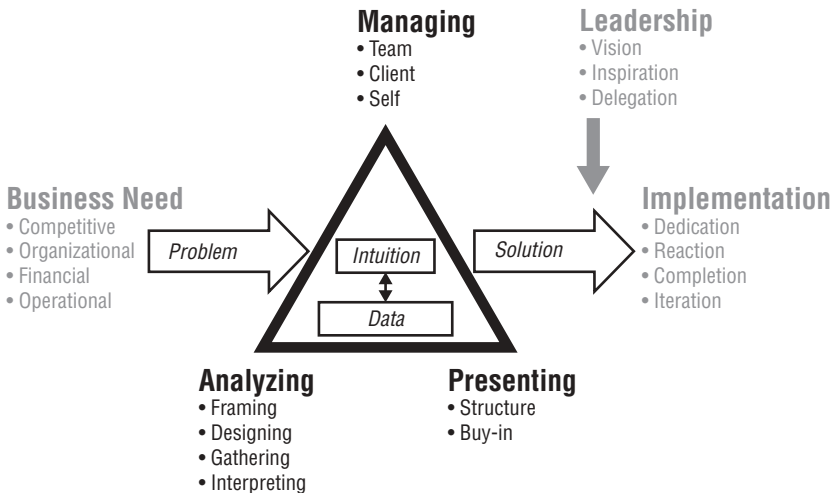 Managing
• Team
• Client
• Self
Leadership
• Vision
• Inspiration
• Delegation
Business Need
• Competitive
• Organizational
• Financial
• Operational
Problem
Intuition
Data
Solution
Implementation
• Dedication
• Reaction
• Completion
• Iteration
Analyzing
• Framing
• Designing
• Gathering
• Interpreting
Presenting
• Structure
• Buy-in